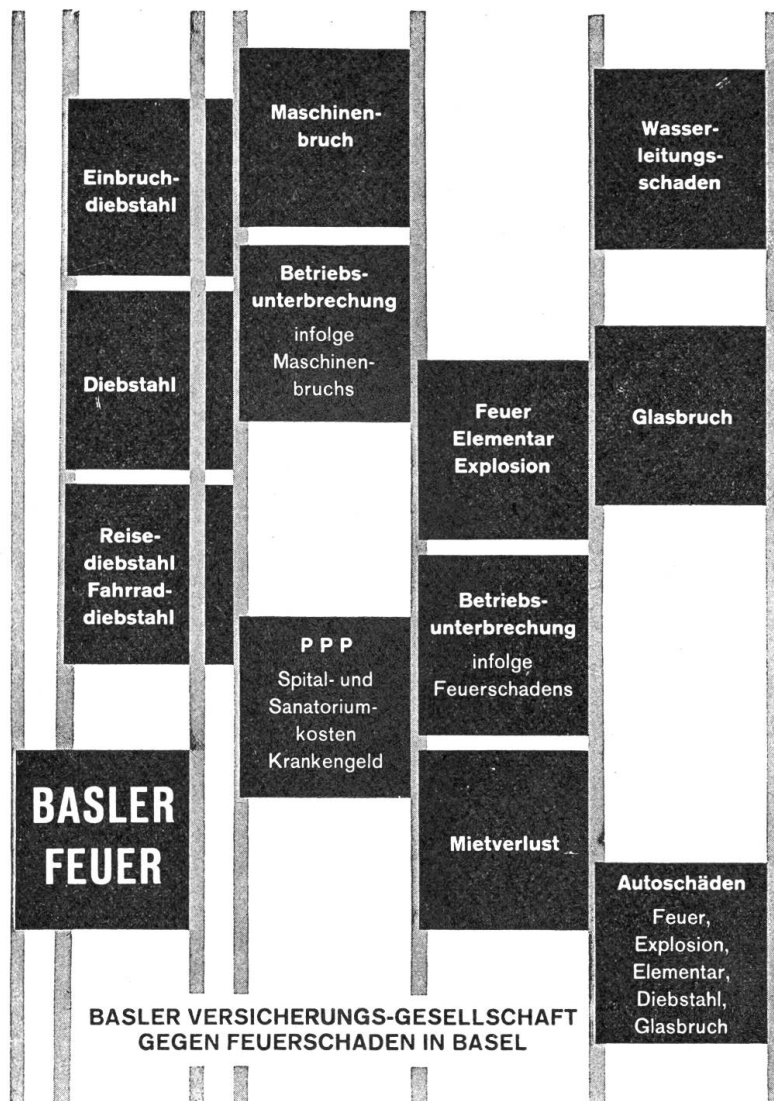 Einbruch-
diebstahl
Diebstahl
Reise-
diebstahl
Fahrrad-
diebstahl
BASLER
FEUER
Maschinen-
bruch
Betriebs-
unterbrechung
infolge
Maschinen-
bruchs
P P P
Spital- und
Sanatorium-
kosten
Krankengeld
Feuer
Elementar
Explosion
Betriebs-
unterbrechung
infolge
Feuerschadens
Mietverlust
Wasser-
leitungs-
schaden
Glasbruch
Autoschäden
Feuer,
Explosion,
Elementar,
Diebstahl,
Glasbruch
BASLER VERSICHERUNGS-GESELLSCHAFT
GEGEN FEUERSCHADEN IN BASEL